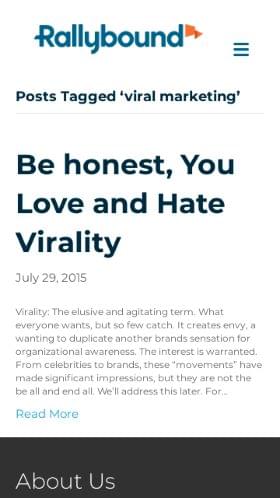 Rallybound
Posts Tagged ‘viral marketing’
Be honest, You
Love and Hate
Virality
July 29, 2015
Virality: The elusive and agitating term. What
everyone wants, but so few catch. It creates envy, a
wanting to duplicate another brands sensation for
organizational awareness. The interest is warranted.
From celebrities to brands, these “movements” have
made significant impressions, but they are not the
be all and end all. We’ll address this later. For…
Read More
About Us